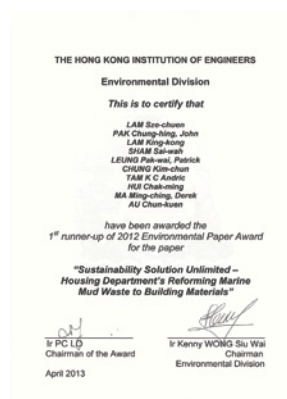 THE HONG KONG INSTITUTION OF ENGINEERS
Environmental Division
This is to certify that
LAM Sze-chuen
PAK Chung-hing, John
LAM King-kong
SHAM Sai-wah
LEUNG Pak-wai, Patrick
CHUNG Kim-chun
TAM K C Andric
HUI Chak-ming
MA Ming-ching, Derek
AU Chun-kuen
have been awarded the
1st runner-up of 2012 Environmental Paper Award
for the paper
"Sustainability Solution Unlimited –
Housing Department's Reforming Marine
Mud Waste to Building Materials"
Ir PC LO Ir Kenny WONG Siu Wai
Chairman of the Award Chairman
Environmental Division
April 2013